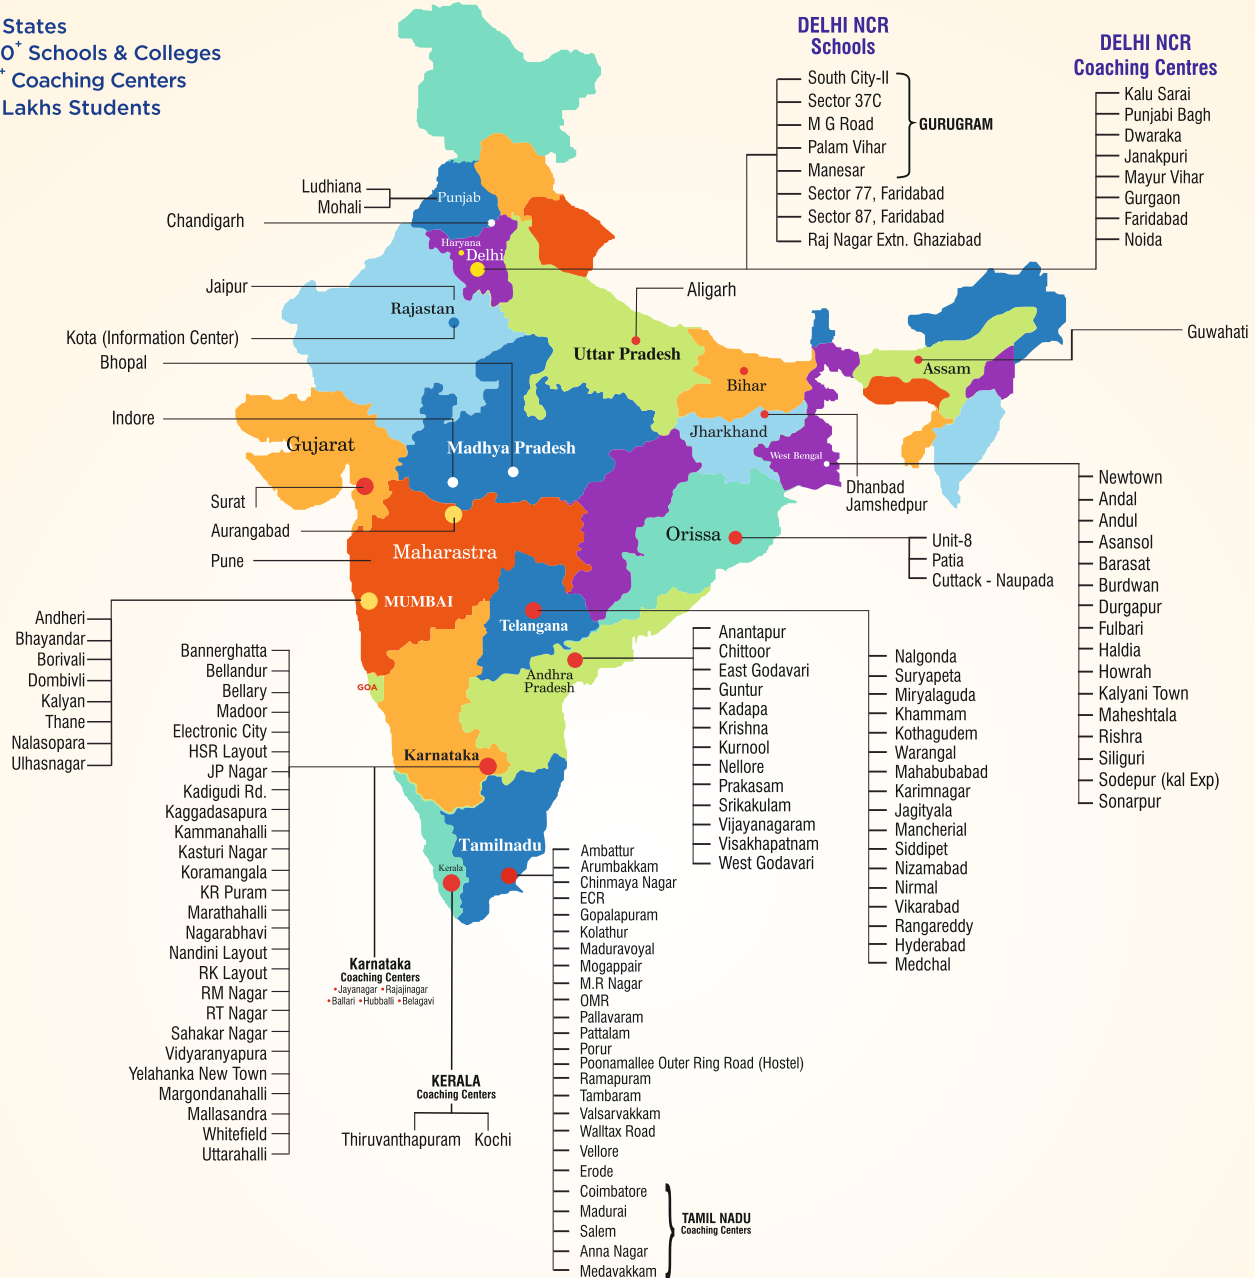 States
0+ Schools & Colleges
+ Coaching Centers
Lakhs Students
DELHI NCR
Schools
South City-II
Sector 37C
M G Road
Palam Vihar
Manesar
GURUGRAM
Sector 77, Faridabad
Sector 87, Faridabad
Raj Nagar Extn. Ghaziabad
DELHI NCR
Coaching Centres
Kalu Sarai
Punjabi Bagh
Dwaraka
Janakpuri
Mayur Vihar
Gurgaon
Faridabad
Noida
Ludhiana
Mohali
Chandigarh
Punjab
Haryana
Delhi
Jaipur
Rajastan
Kota (Information Center)
Bhopal
Indore
Aligarh
Uttar Pradesh
Bihar
Guwahati
Assam
Gujarat
Madhya Pradesh
Jharkhand
West Bengal
Dhanbad
Jamshedpur
Surat
Aurangabad
Pune
Maharastra
MUMBAI
Orissa
Unit-8
Patia
Cuttack - Naupada
Newtown
Andal
Andul
Asansol
Barasat
Burdwan
Durgapur
Fulbari
Haldia
Howrah
Kalyani Town
Maheshtala
Rishra
Siliguri
Sodepur (kal Exp)
Sonarpur
Andheri
Bhayandar
Borivali
Dombivli
Kalyan
Thane
Nalasopara
Ulhasnagar
Telangana
Andhra
Pradesh
GOA
Karnataka
Tamilnadu
Kerala
Bannerghatta
Bellandur
Bellary
Madoor
Electronic City
HSR Layout
JP Nagar
Kadigudi Rd.
Kaggadasapura
Kammanahalli
Kasturi Nagar
Koramangala
KR Puram
Marathahalli
Nagarabhavi
Nandini Layout
RK Layout
RM Nagar
RT Nagar
Sahakar Nagar
Vidyaranyapura
Yelahanka New Town
Margondanahalli
Mallasandra
Whitefield
Uttarahalli
Karnataka
Coaching Centers
•Jayanagar •Rajajinagar
•Ballari •Hubballi •Belagavi
KERALA
Coaching Centers
Thiruvanthapuram Kochi
Anantapur
Chittoor
East Godavari
Guntur
Kadapa
Krishna
Kurnool
Nellore
Prakasam
Srikakulam
Vijayanagaram
Visakhapatnam
West Godavari
Nalgonda
Suryapeta
Miryalaguda
Khammam
Kothagudem
Warangal
Mahabubabad
Karimnagar
Jagityala
Mancherial
Siddipet
Nizamabad
Nirmal
Vikarabad
Rangareddy
Hyderabad
Medchal
Ambattur
Arumbakkam
Chinmaya Nagar
ECR
Gopalapuram
Kolathur
Maduravoyal
Mogappair
M.R Nagar
OMR
Pallavaram
Pattalam
Porur
Poonamallee Outer Ring Road (Hostel)
Ramapuram
Tambaram
Valsarvakkam
Walltax Road
Vellore
Erode
Coimbatore
Madurai
Salem
Anna Nagar
Medavakkam
TAMIL NADU
Coaching Centers